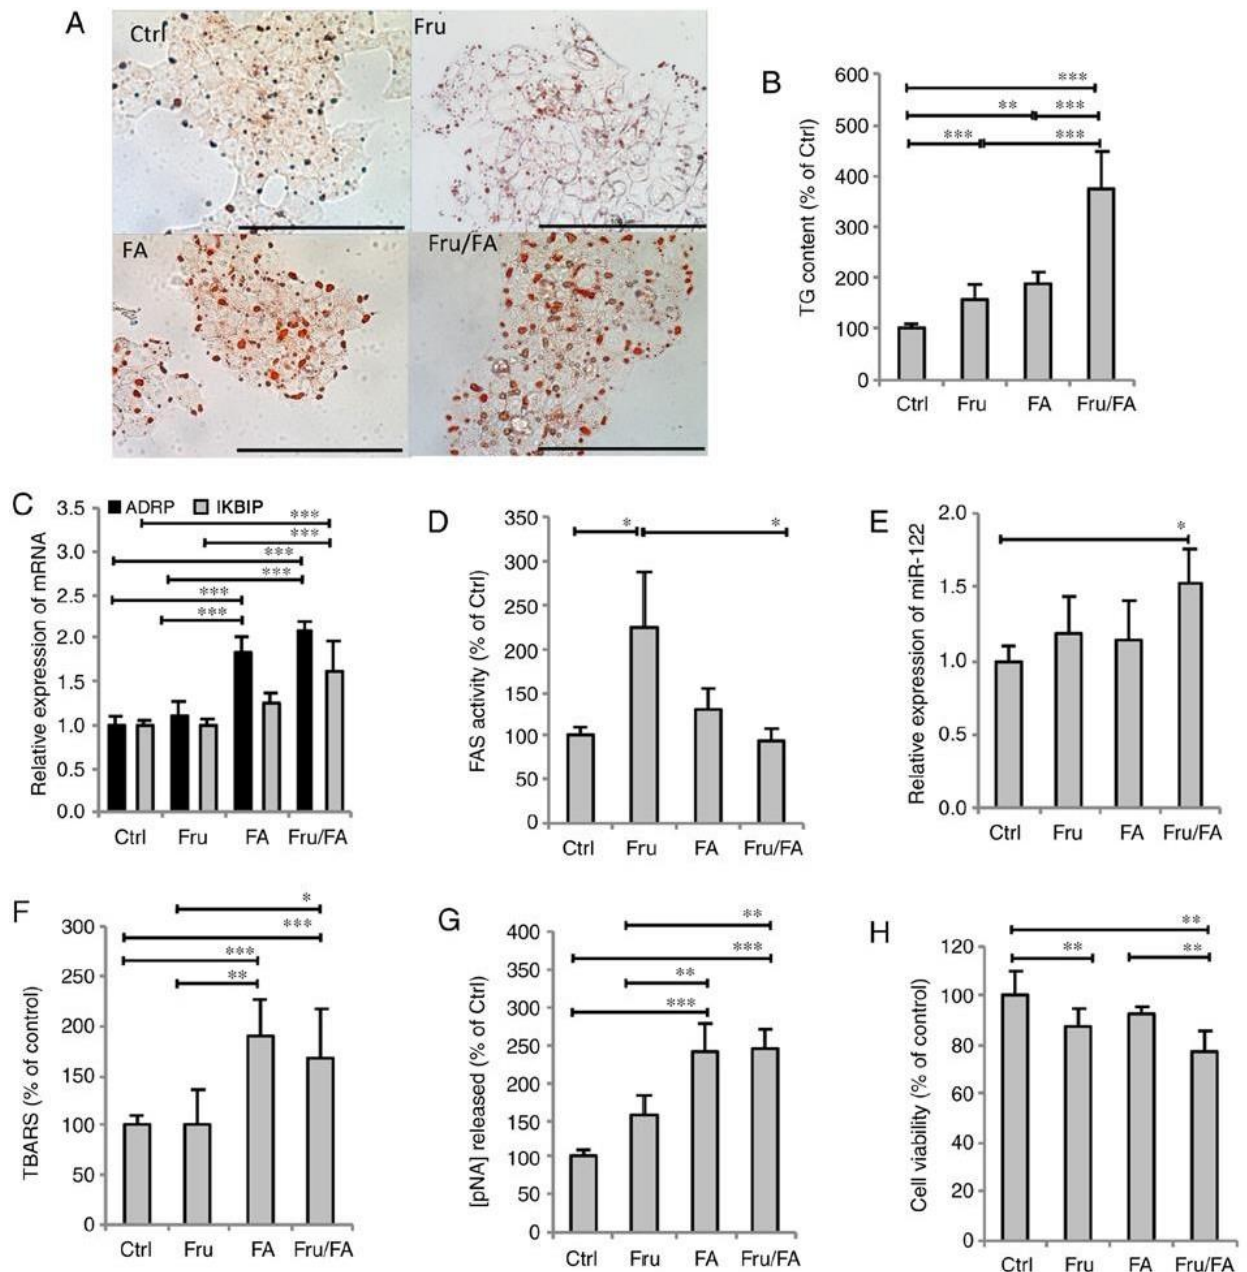 A
Ctrl
Fru
FA
Fru/FA
B
TG content (% of Ctrl)
600
500
400
300
200
100
0
***
** ***
*** ***
Ctrl Fru FA Fru/FA
C
ADRP IKBIP
Relative expression of mRNA
3.5
3.0
2.5
2.0
1.5
1.0
0.5
0.0
***
***
***
***
***
***
Ctrl Fru FA Fru/FA
D
FAS activity (% of Ctrl)
350
300
250
200
150
100
50
0
* *
Ctrl Fru FA Fru/FA
E
Relative expression of miR-122
2.0
1.5
1.0
0.5
0.0
*
Ctrl Fru FA Fru/FA
F
TBARS (% of control)
300
250
200
150
100
50
0
*
***
***
**
Ctrl Fru FA Fru/FA
G
[pNA] released (% of Ctrl)
400
350
300
250
200
150
100
50
0
**
***
**
***
Ctrl Fru FA Fru/FA
H
Cell viability (% of control)
120
100
80
60
40
20
0
**
** **
Ctrl Fru FA Fru/FA